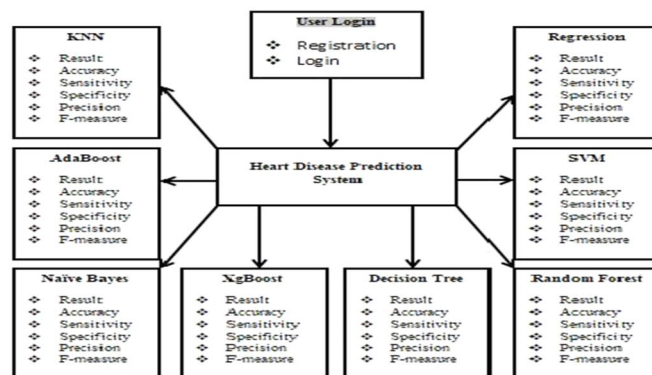 User Login
❖ Registration
❖ Login
KNN
❖ Result
❖ Accuracy
❖ Sensitivity
❖ Specificity
❖ Precision
❖ F-measure
Regression
❖ Result
❖ Accuracy
❖ Sensitivity
❖ Specificity
❖ Precision
❖ F-measure
Heart Disease Prediction
System
AdaBoost
❖ Result
❖ Accuracy
❖ Sensitivity
❖ Specificity
❖ Precision
❖ F-measure
SVM
❖ Result
❖ Accuracy
❖ Sensitivity
❖ Specificity
❖ Precision
❖ F-measure
Naïve Bayes
❖ Result
❖ Accuracy
❖ Sensitivity
❖ Specificity
❖ Precision
❖ F-measure
XgBoost
❖ Result
❖ Accuracy
❖ Sensitivity
❖ Specificity
❖ Precision
❖ F-measure
Decision Tree
❖ Result
❖ Accuracy
❖ Sensitivity
❖ Specificity
❖ Precision
❖ F-measure
Random Forest
❖ Result
❖ Accuracy
❖ Sensitivity
❖ Specificity
❖ Precision
❖ F-measure